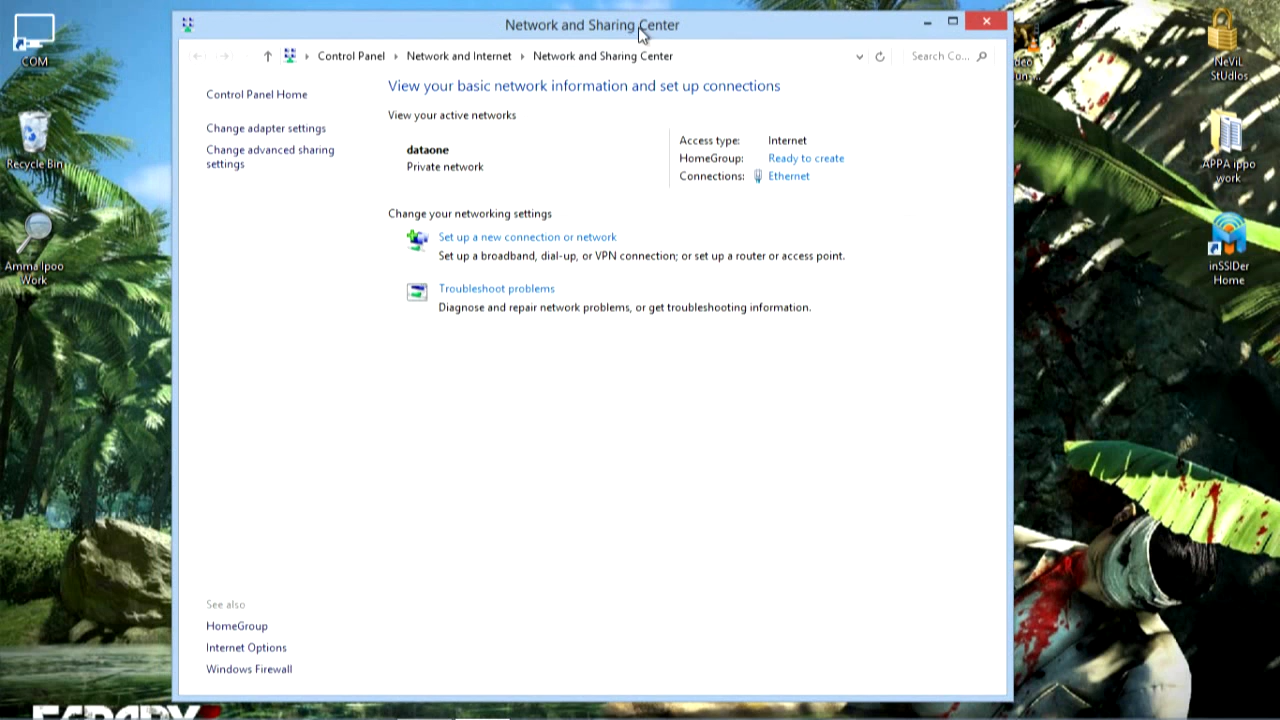 Network and Sharing Center
Control Panel
Network and Internet
Network and Sharing Center
Search Co...
Control Panel Home
Change adapter settings
Change advanced sharing
settings
See also
HomeGroup
Internet Options
Windows Firewall
View your basic network information and set up connections
View your active networks
dataone
Private network
Access type: Internet
HomeGroup: Ready to create
Connections: Ethernet
Change your networking settings
Set up a new connection or network
Set up a broadband, dial-up, or VPN connection; or set up a router or access point.
Troubleshoot problems
Diagnose and repair network problems, or get troubleshooting information.
COM
Recycle Bin
Amma Ipoo
Work
NeViL
StUdIos
APPA ippo
work
inSSIDer
Home